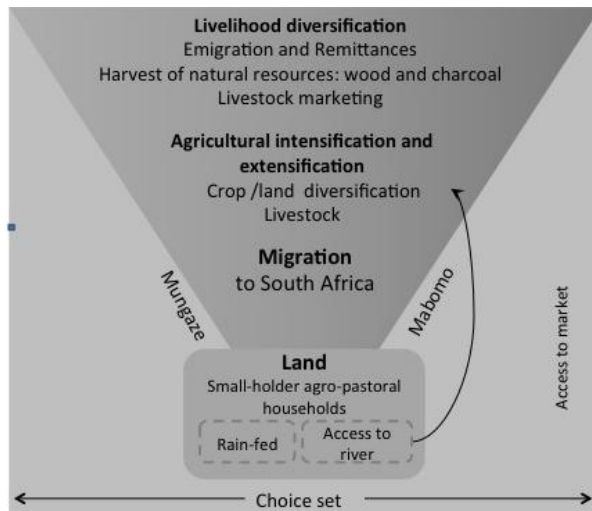 Livelihood diversification
Emigration and Remittances
Harvest of natural resources: wood and charcoal
Livestock marketing
Agricultural intensification and
extensification
Crop /land diversification
Livestock
Migration
to South Africa
Mungaze
Mabomo
Access to market
Land
Small-holder agro-pastoral
households
Rain-fed
Access to
river
Choice set